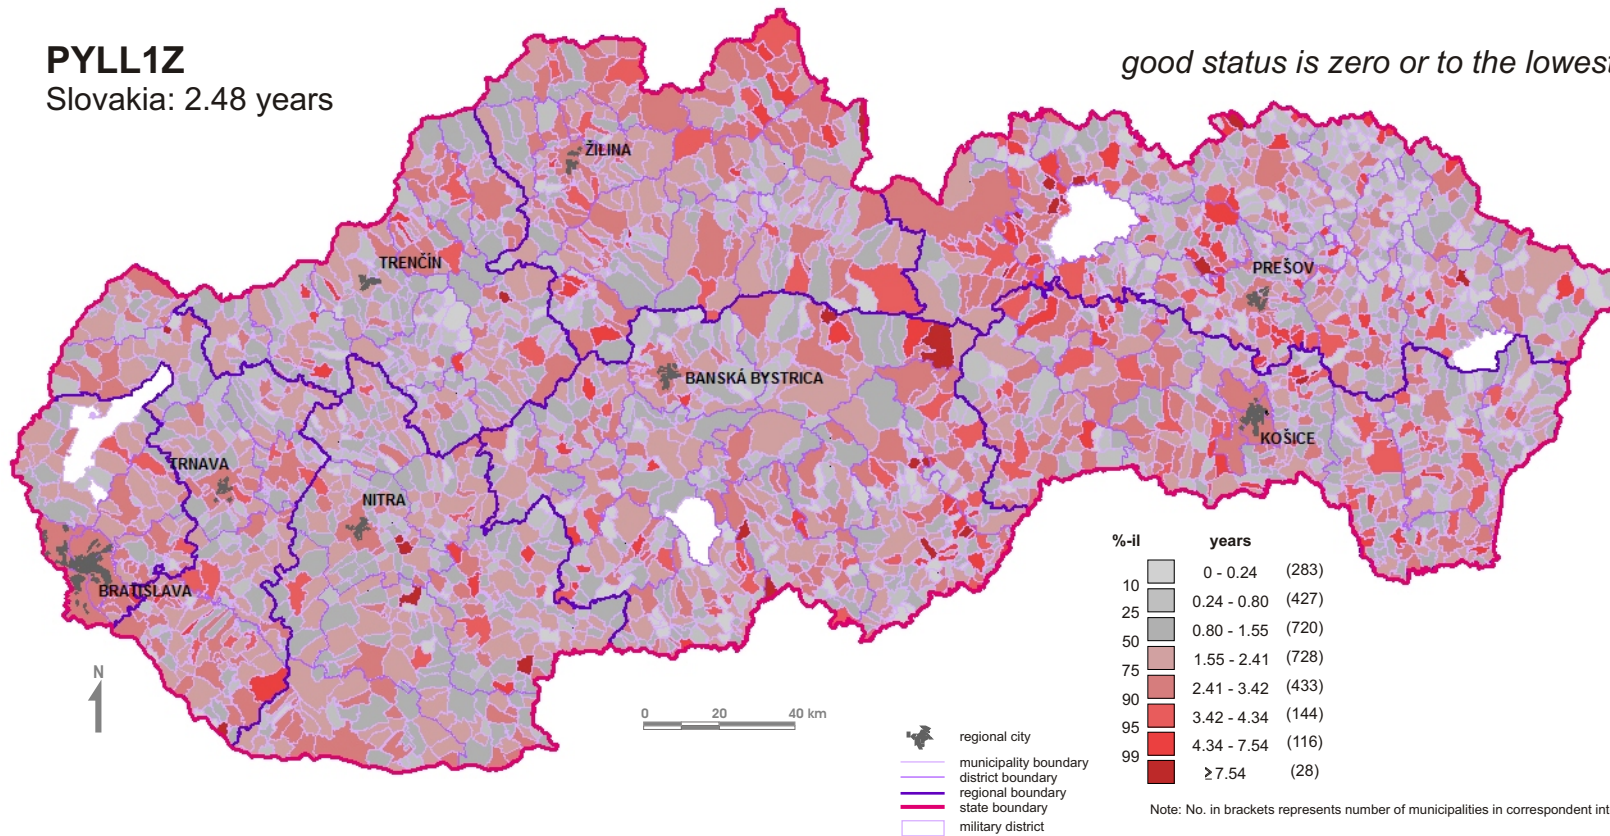 PYLL1Z
Slovakia: 2.48 years
good status is zero or to the lowest
ŽILINA
TRENČÍN
PREŠOV
BANSKÁ BYSTRICA
KOŠICE
TRNAVA
NITRA
BRATISLAVA
N
0 20 40 km
regional city
municipality boundary
district boundary
regional boundary
state boundary
military district
%-il years
0 - 0.24 (283)
10
0.24 - 0.80 (427)
25
0.80 - 1.55 (720)
50
1.55 - 2.41 (728)
75
2.41 - 3.42 (433)
90
3.42 - 4.34 (144)
95
4.34 - 7.54 (116)
99
≥7.54 (28)
Note: No. in brackets represents number of municipalities in correspondent int